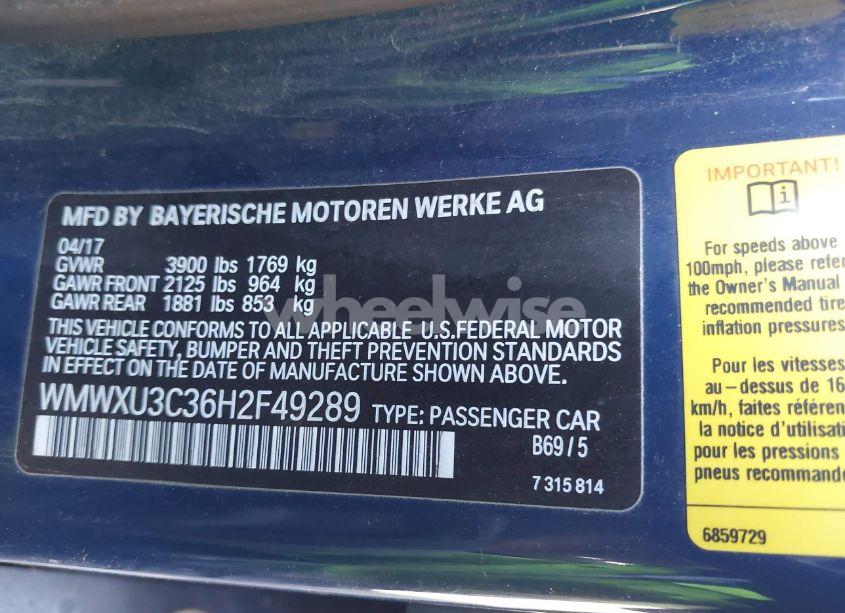 MFD BY BAYERISCHE MOTOREN WERKE AG
04/17
GVWR 3900 lbs 1769 kg
GAWR FRONT 2125 lbs 964 kg
GAWR REAR 1881 lbs 853 kg
THIS VEHICLE CONFORMS TO ALL APPLICABLE U.S.FEDERAL MOTOR
VEHICLE SAFETY, BUMPER AND THEFT PREVENTION STANDARDS
IN EFFECT ON THE DATE OF MANUFACTURE SHOWN ABOVE.
WMWXU3C36H2F49289 TYPE: PASSENGER CAR
B69/5
7 315 814
wheelwise
IMPORTANT!
i
For speeds above
100mph, please refer
the Owner's Manual
recommended tire
inflation pressures
Pour les vitesses
au-dessus de 16
km/h, faites référen
la notice d'utilisati
pour les pressions
pneus recommandé
6859729